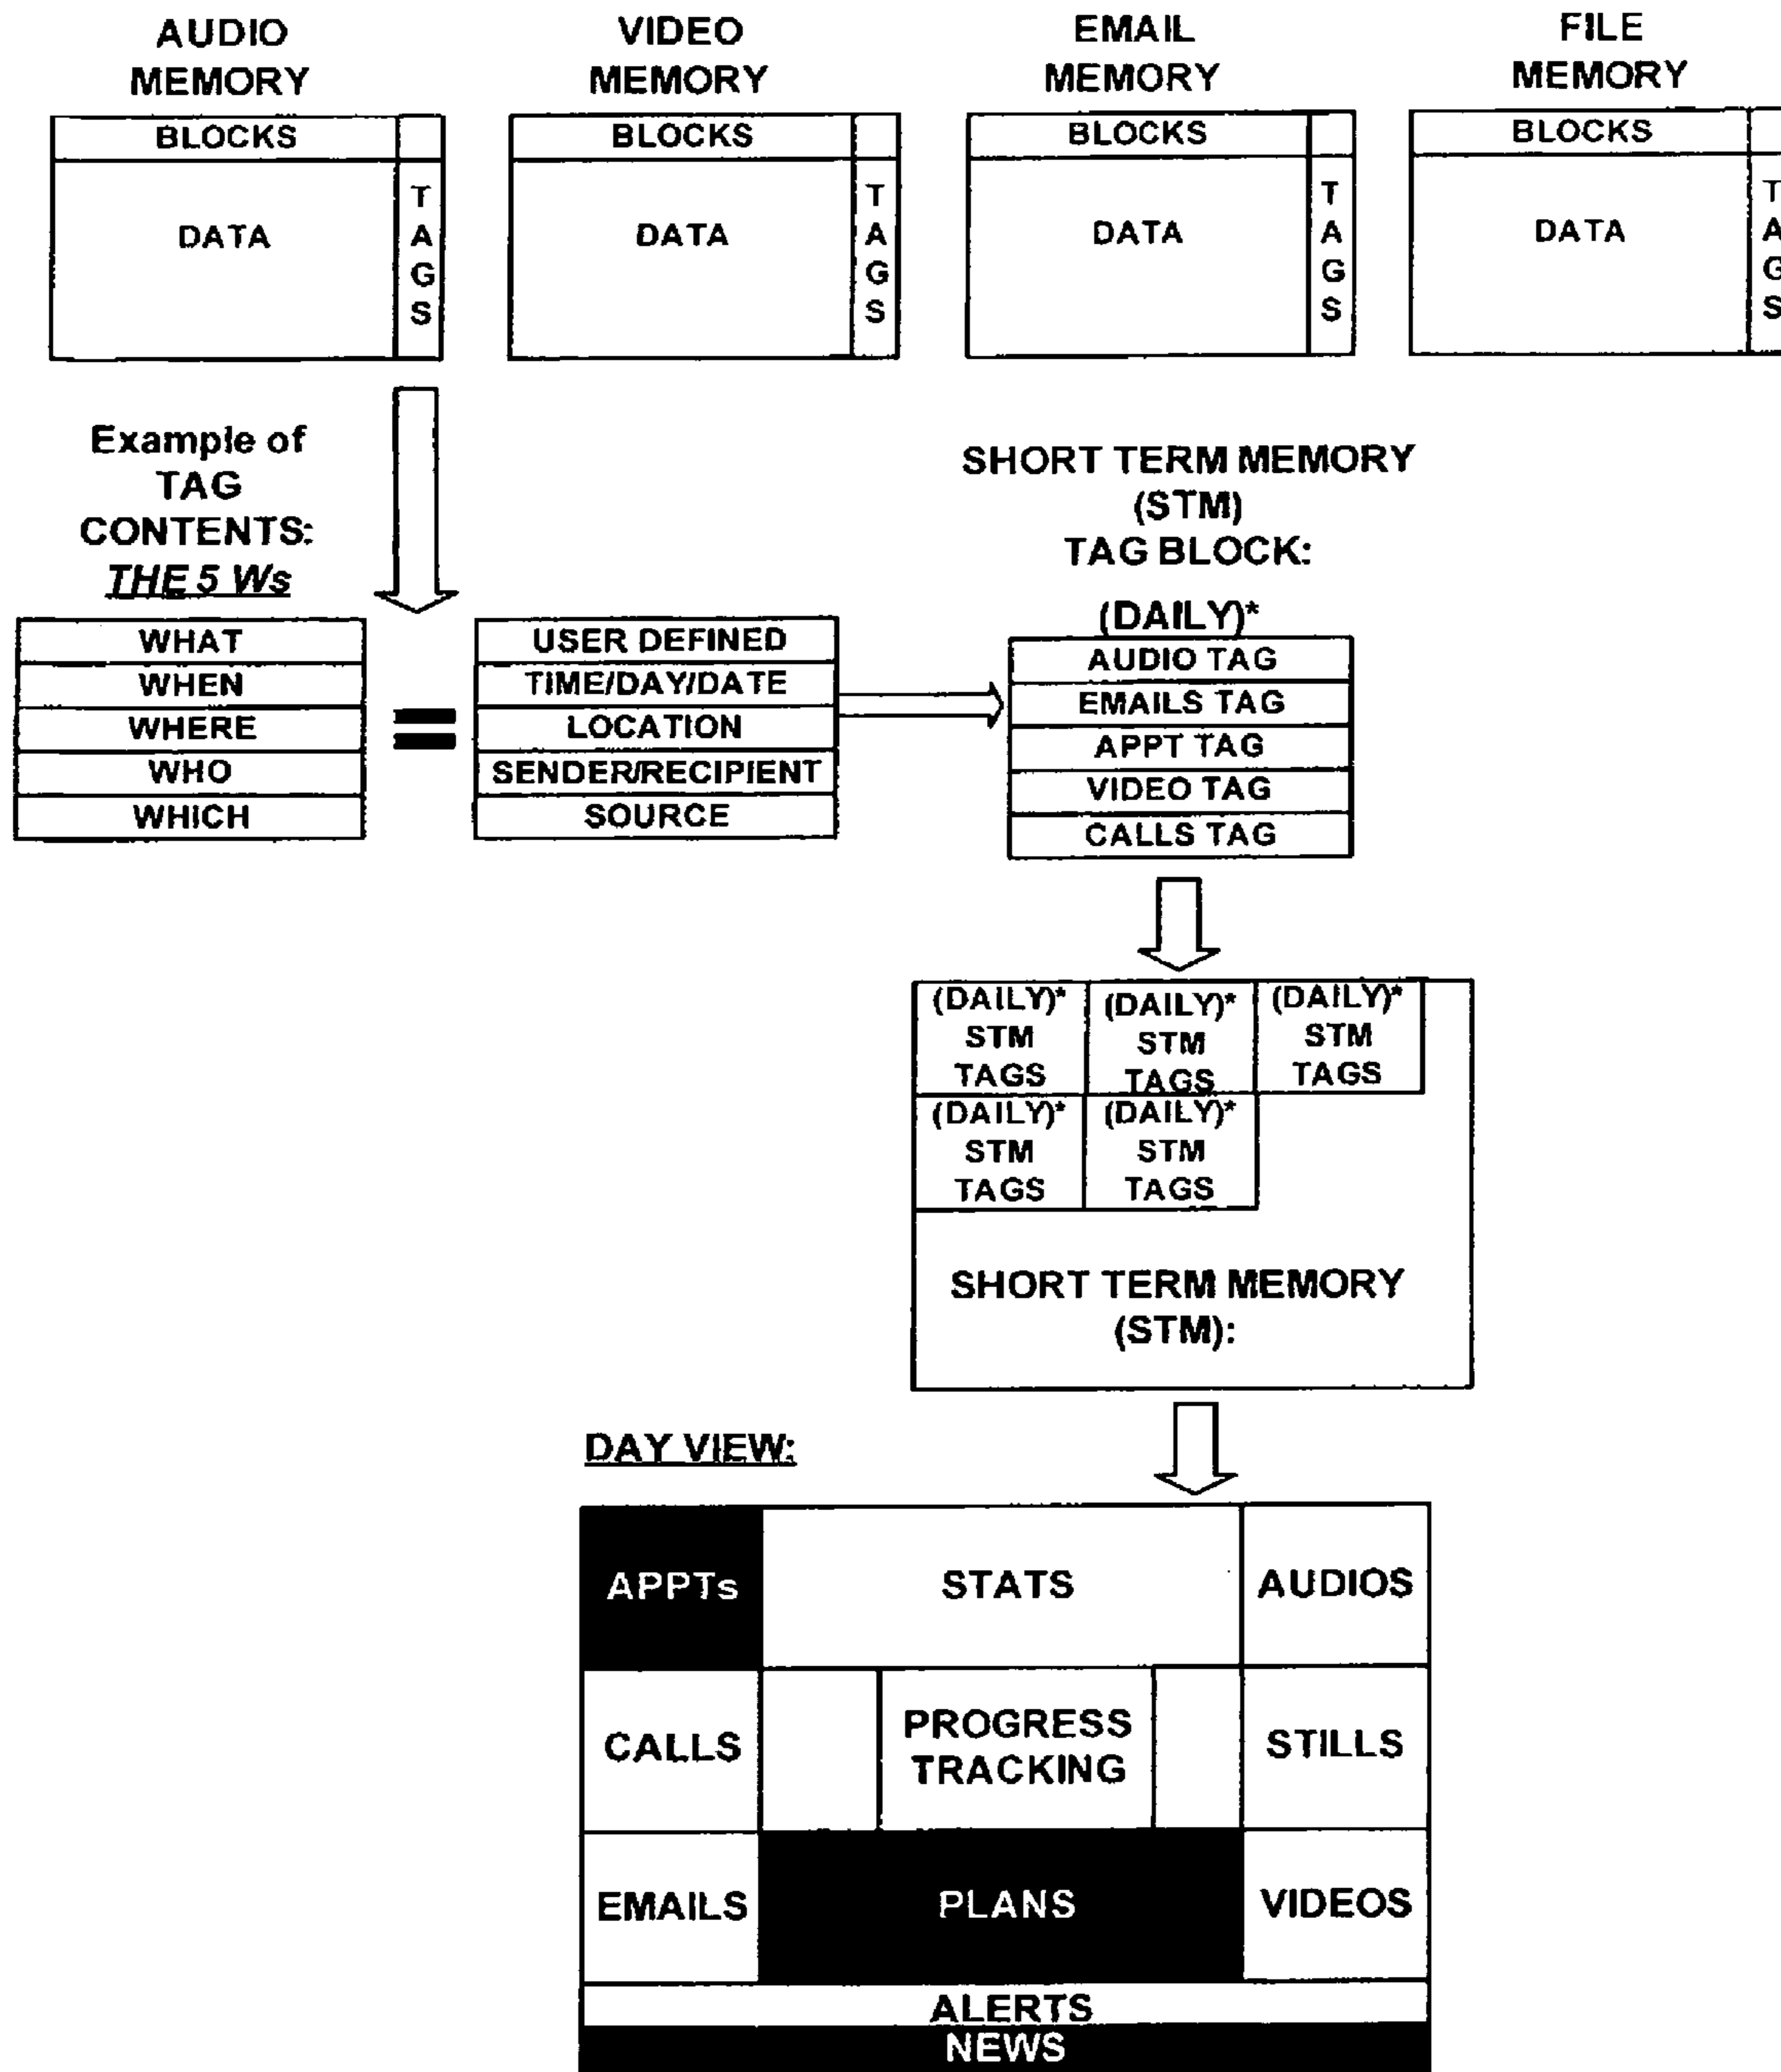 AUDIO
MEMORY
VIDEO
MEMORY
EMAIL
MEMORY
FILE
MEMORY
BLOCKS
DATA
TAGS
BLOCKS
DATA
TAGS
BLOCKS
DATA
TAGS
BLOCKS
DATA
TAGS
Example of
TAG
CONTENTS:
THE 5 Ws
WHAT
WHEN
WHERE
WHO
WHICH
=
USER DEFINED
TIME/DAY/DATE
LOCATION
SENDER/RECIPIENT
SOURCE
SHORT TERM MEMORY
(STM)
TAG BLOCK:
(DAILY)*
AUDIO TAG
EMAILS TAG
APPT TAG
VIDEO TAG
CALLS TAG
(DAILY)*
STM
TAGS
(DAILY)*
STM
TAGS
(DAILY)*
STM
TAGS
(DAILY)*
STM
TAGS
(DAILY)*
STM
TAGS
SHORT TERM MEMORY
(STM):
DAY VIEW:
APPTs
STATS
AUDIOS
CALLS
PROGRESS
TRACKING
STILLS
EMAILS
PLANS
VIDEOS
ALERTS
NEWS